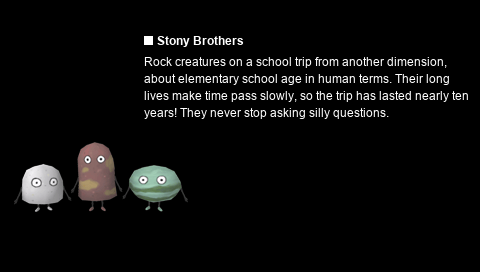 Stony Brothers
Rock creatures on a school trip from another dimension,
about elementary school age in human terms. Their long
lives make time pass slowly, so the trip has lasted nearly ten
years! They never stop asking silly questions.